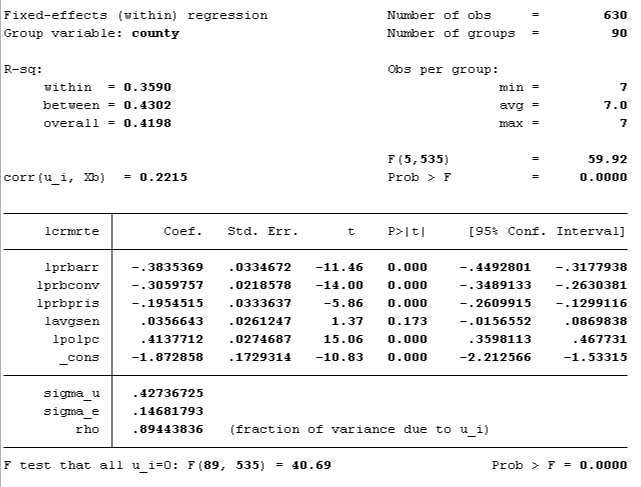 Fixed-effects (within) regression Number of obs = 630
Group variable: county Number of groups = 90
R-sq: Obs per group:
within = 0.3590 min = 7
between = 0.4302 avg = 7.0
overall = 0.4198 max = 7
F(5,535) = 59.92
corr(u_i, Xb) = 0.2215 Prob > F = 0.0000
lcrmrte Coef. Std. Err. t P>|t| [95% Conf. Interval]
lprbarr -.3835369 .0334672 -11.46 0.000 -.4492801 -.3177938
lprbconv -.3059757 .0218578 -14.00 0.000 -.3489133 -.2630381
lprbpris -.1954515 .0333637 -5.86 0.000 -.2609915 -.1299116
lavgsen .0356643 .0261247 1.37 0.173 -.0156552 .0869838
lpolpc .4137712 .0274687 15.06 0.000 .3598113 .467731
_cons -1.872858 .1729314 -10.83 0.000 -2.212566 -1.53315
sigma_u .42736725
sigma_e .14681793
rho .89443836 (fraction of variance due to u_i)
F test that all u_i=0: F(89, 535) = 40.69 Prob > F = 0.0000